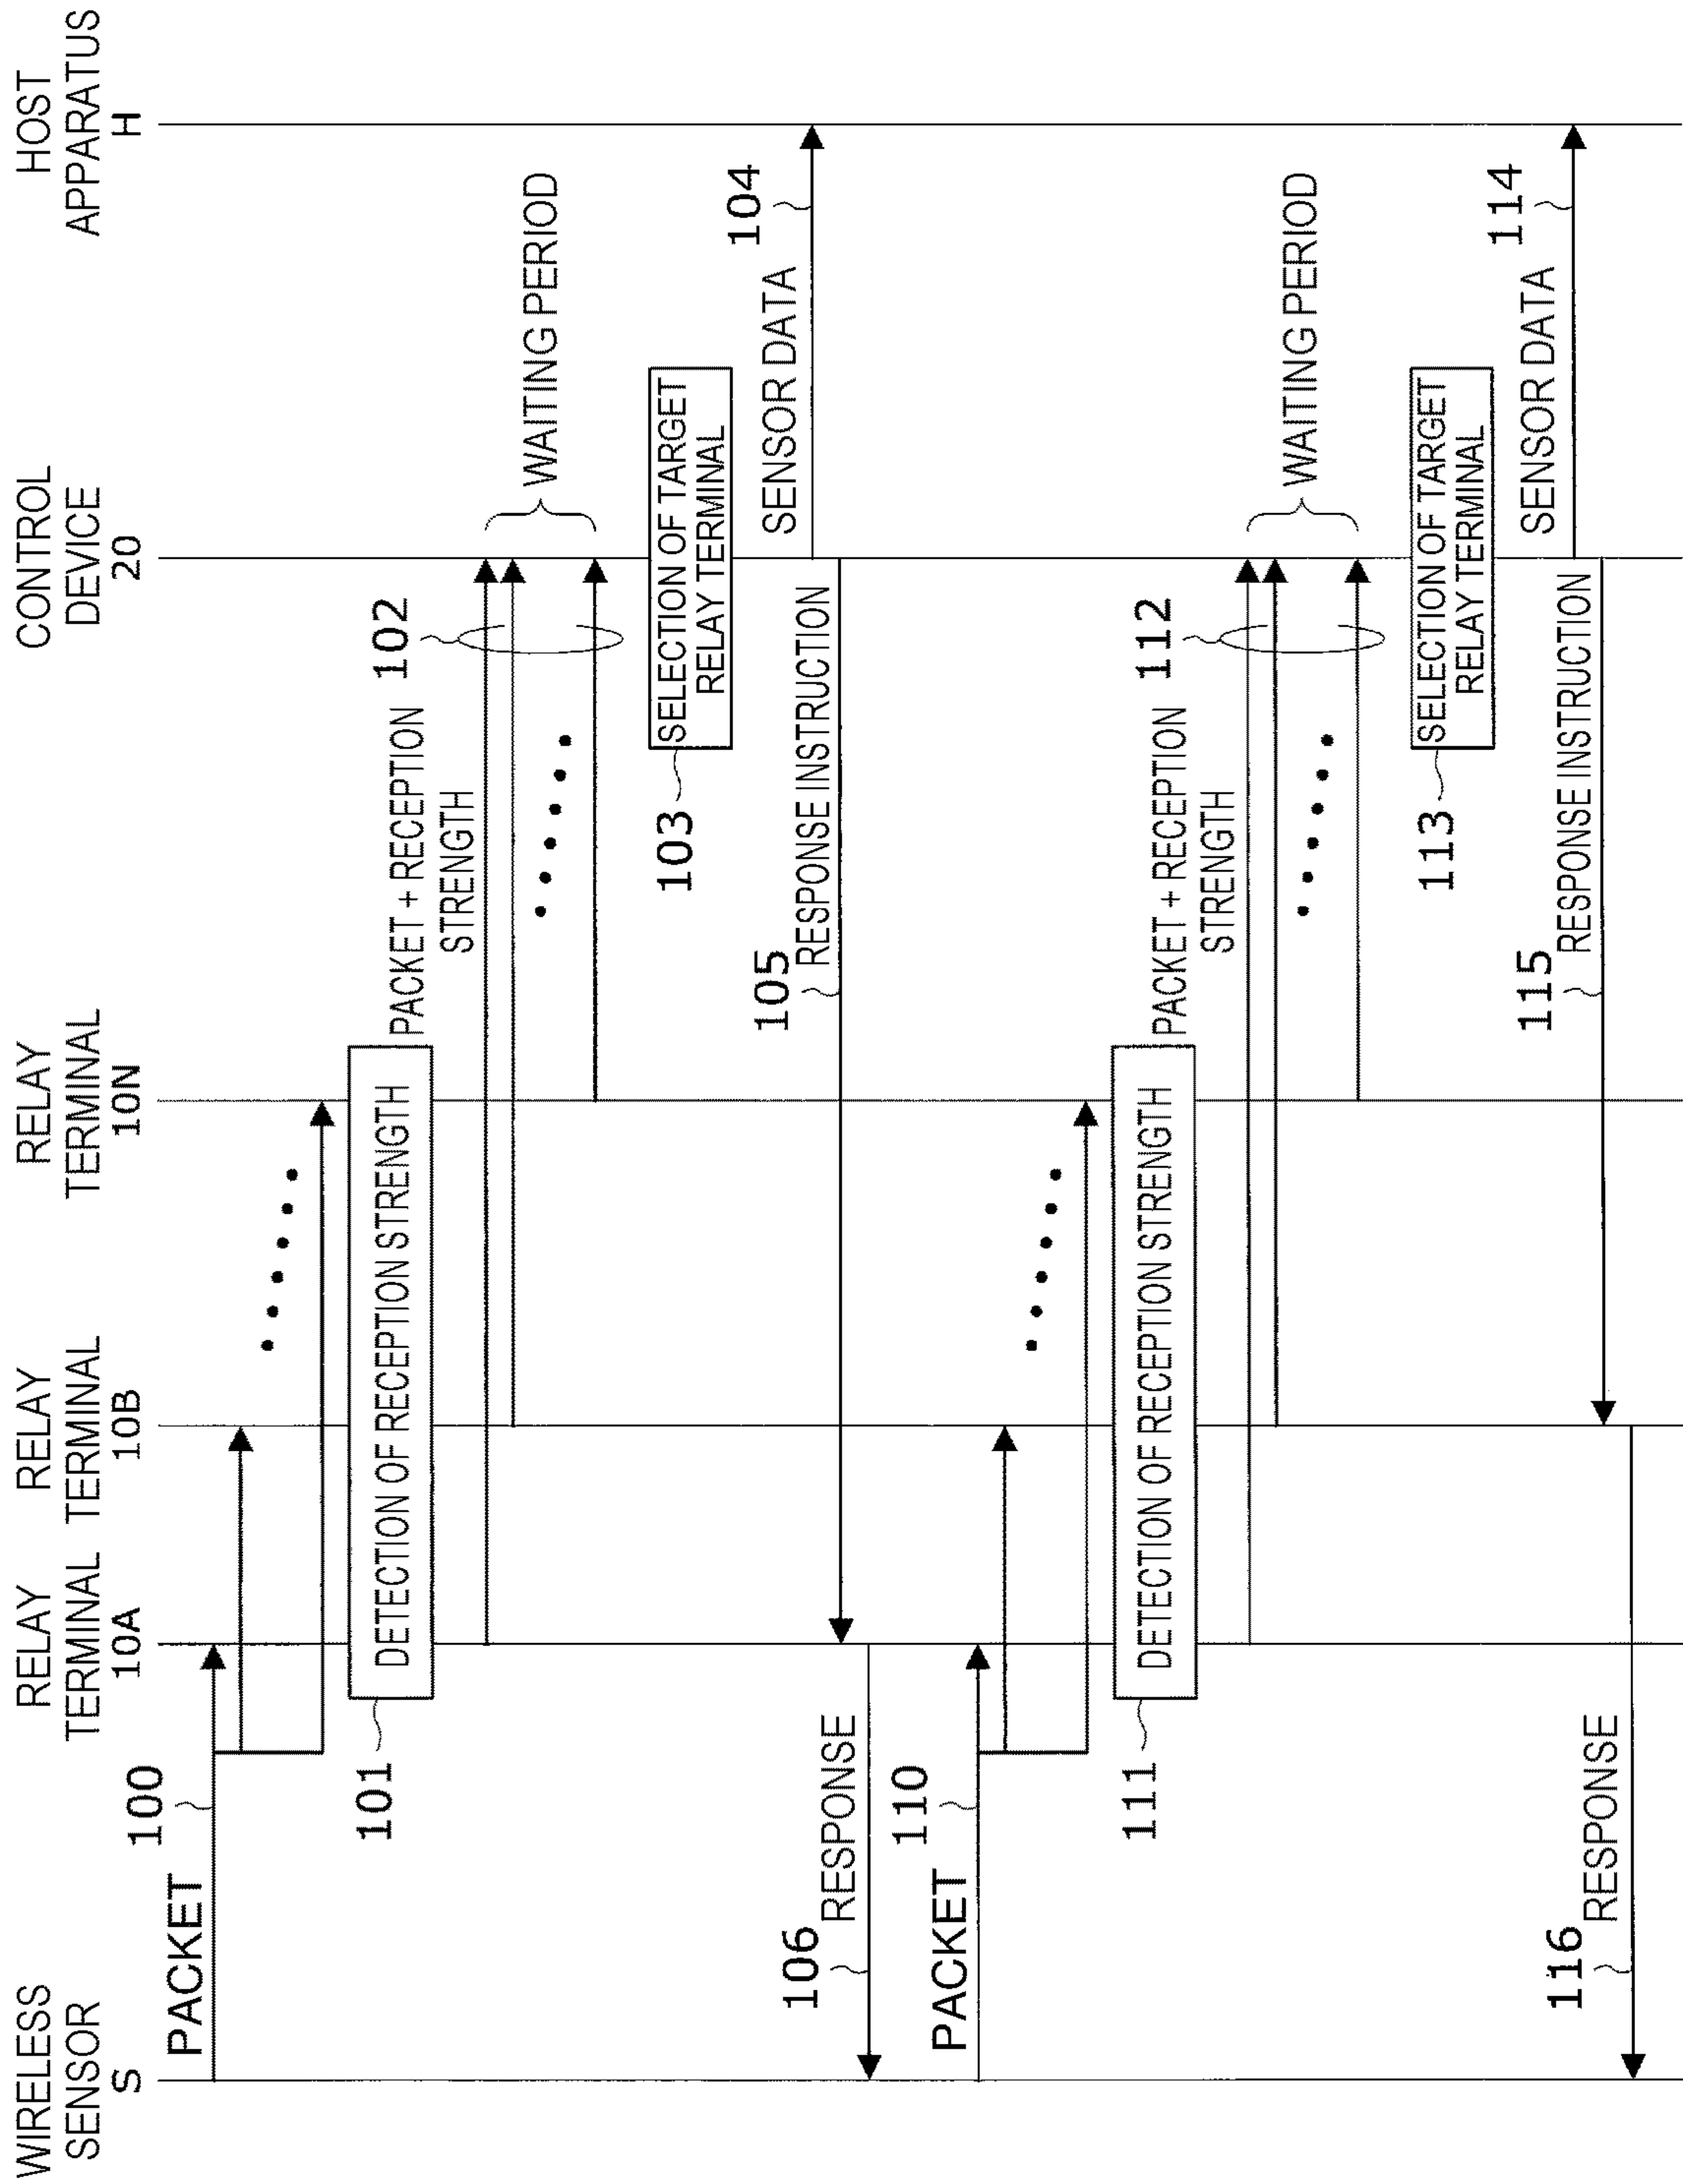 WIRELESS
SENSOR
S
RELAY
TERMINAL
10A
RELAY
TERMINAL
10B
RELAY
TERMINAL
10N
CONTROL
DEVICE
20
HOST
APPARATUS
H
PACKET
100
101
DETECTION OF RECEPTION STRENGTH
PACKET + RECEPTION
STRENGTH
102
WAITING PERIOD
103
SELECTION OF TARGET
RELAY TERMINAL
SENSOR DATA
104
105
RESPONSE INSTRUCTION
106
RESPONSE
PACKET
110
111
DETECTION OF RECEPTION STRENGTH
PACKET + RECEPTION
STRENGTH
112
WAITING PERIOD
113
SELECTION OF TARGET
RELAY TERMINAL
SENSOR DATA
114
115
RESPONSE INSTRUCTION
116
RESPONSE